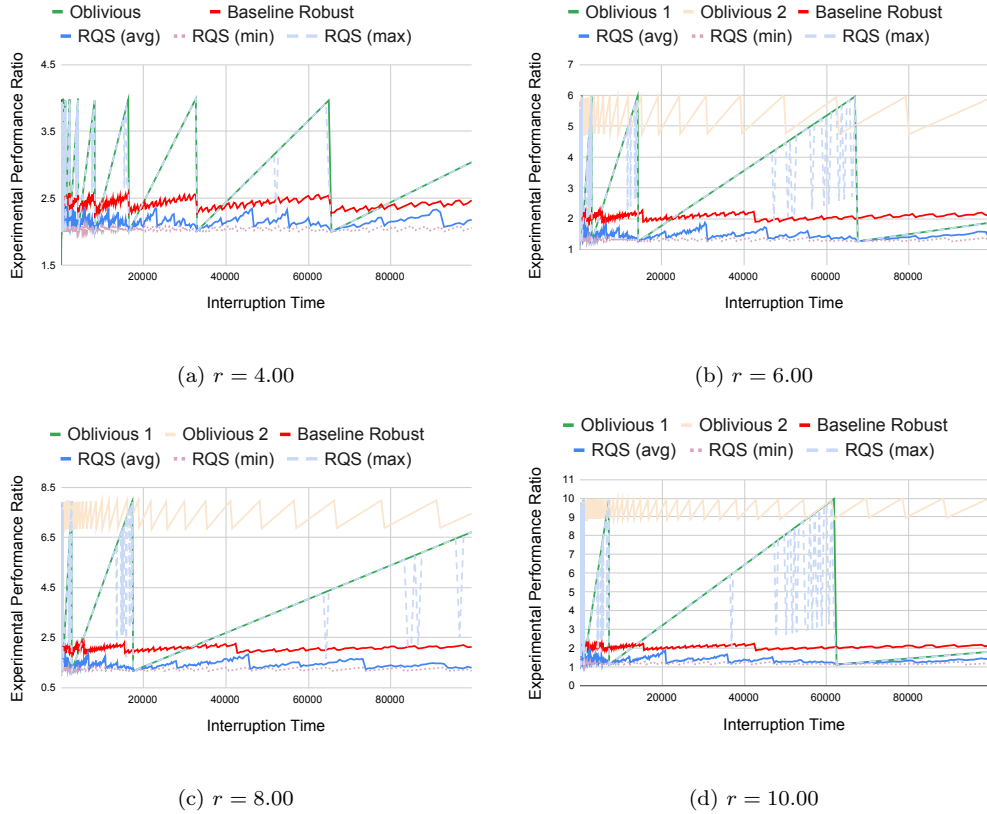 Oblivious Baseline Robust
RQS (avg) RQS (min) RQS (max)
Experimental Performance Ratio
4.5
3.5
2.5
1.5
20000 40000 60000 80000
Interruption Time
(a) r = 4.00
Oblivious 1 Oblivious 2 Baseline Robust
RQS (avg) RQS (min) RQS (max)
Experimental Performance Ratio
7
6
5
4
3
2
1
20000 40000 60000 80000
Interruption Time
(b) r = 6.00
Oblivious 1 Oblivious 2 Baseline Robust
RQS (avg) RQS (min) RQS (max)
Experimental Performance Ratio
8.5
6.5
4.5
2.5
0.5
20000 40000 60000 80000
Interruption Time
(c) r = 8.00
Oblivious 1 Oblivious 2 Baseline Robust
RQS (avg) RQS (min) RQS (max)
Experimental Performance Ratio
11
10
9
8
7
6
5
4
3
2
1
0
20000 40000 60000 80000
Interruption Time
(d) r = 10.00